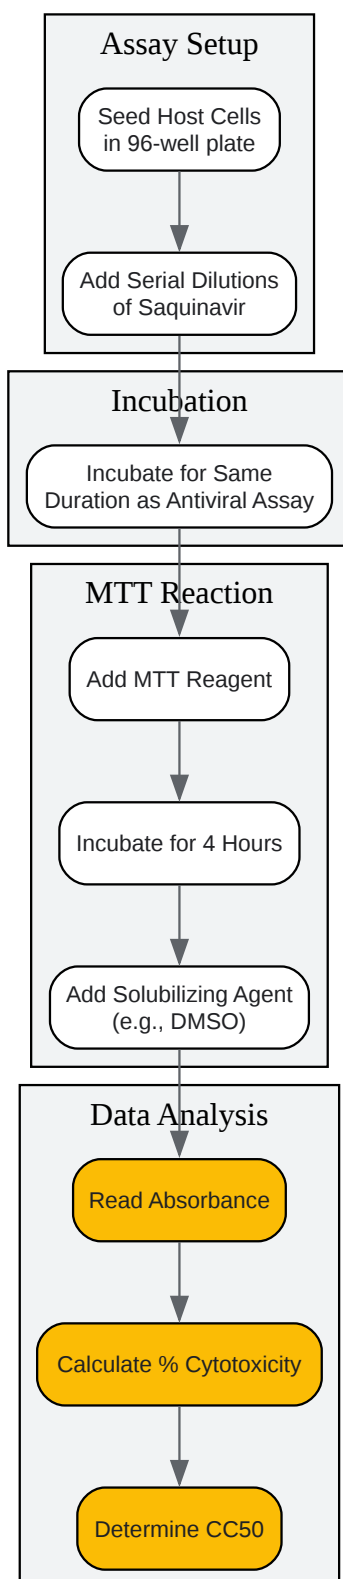 Assay Setup
Seed Host Cells
in 96-well plate
Add Serial Dilutions
of Saquinavir
Incubation
Incubate for Same
Duration as Antiviral Assay
MTT Reaction
Add MTT Reagent
Incubate for 4 Hours
Add Solubilizing Agent
(e.g., DMSO)
Data Analysis
Read Absorbance
Calculate % Cytotoxicity
Determine CC50